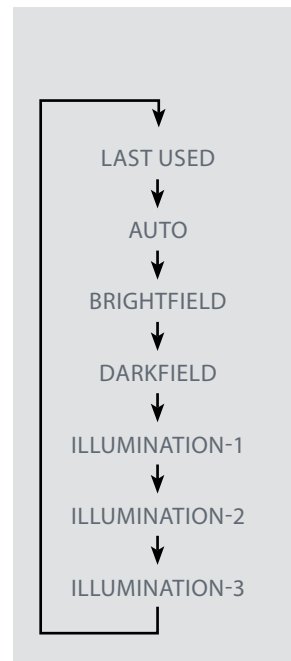 LAST USED
AUTO
BRIGHTFIELD
DARKFIELD
ILLUMINATION-1
ILLUMINATION-2
ILLUMINATION-3